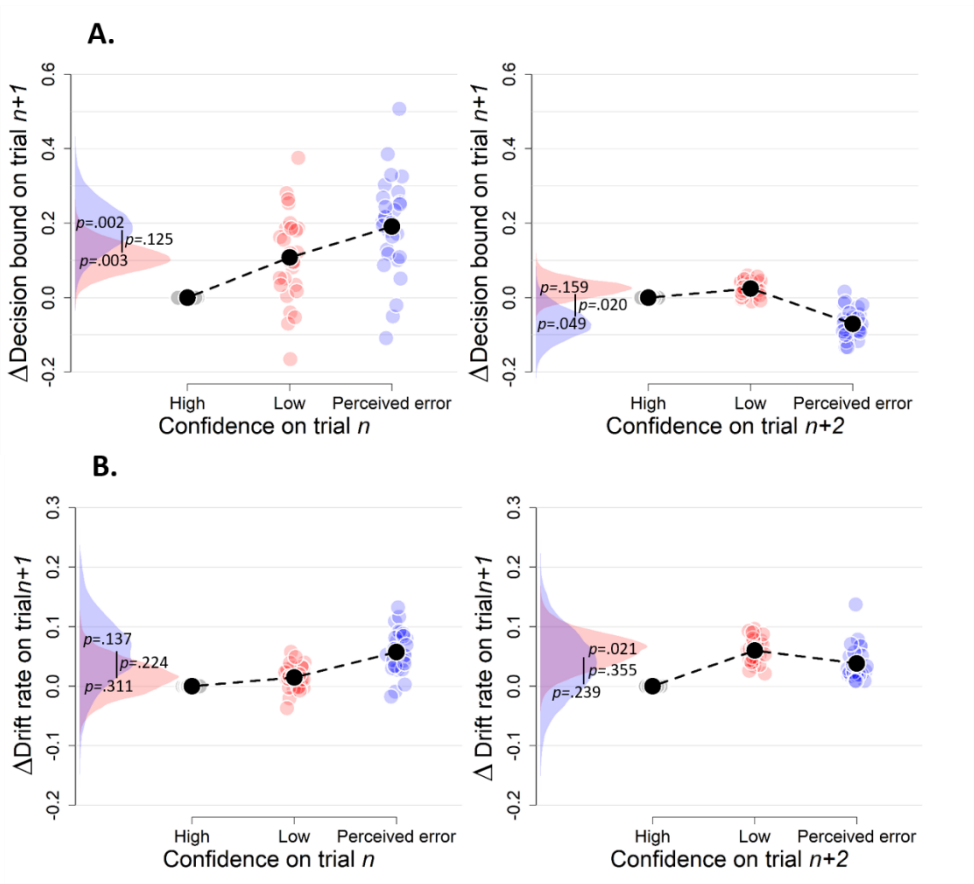 A.
ΔDecision bound on trial n+1
0.6
0.4
0.2
0.0
-0.2
p=.002
p=.125
p=.003
High Low Perceived error
Confidence on trial n
ΔDecision bound on trial n+1
0.6
0.4
0.2
0.0
-0.2
p=.159
p=.020
p=.049
High Low Perceived error
Confidence on trial n+2
B.
ΔDrift rate on trialn+1
0.3
0.2
0.1
0.0
-0.1
-0.2
p=.137
p=.224
p=.311
High Low Perceived error
Confidence on trial n
Δ Drift rate on trialn+1
0.3
0.2
0.1
0.0
-0.1
-0.2
p=.021
p=.355
p=.239
High Low Perceived error
Confidence on trial n+2